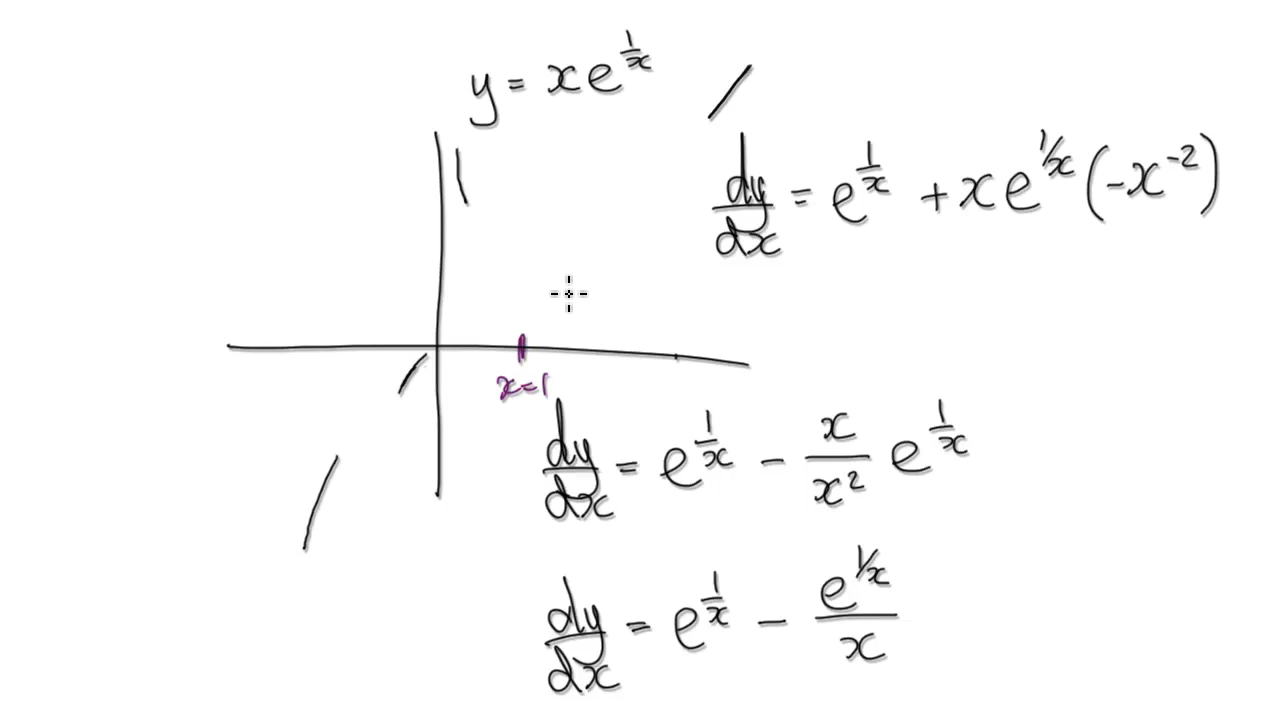 y = xe^{1/x}
dy/dx = e^{1/x} + xe^{1/x}(-x^{-2})
x=1
dy/dx = e^{1/x} - x/x² e^{1/x}
dy/dx = e^{1/x} - e^{1/x}/x